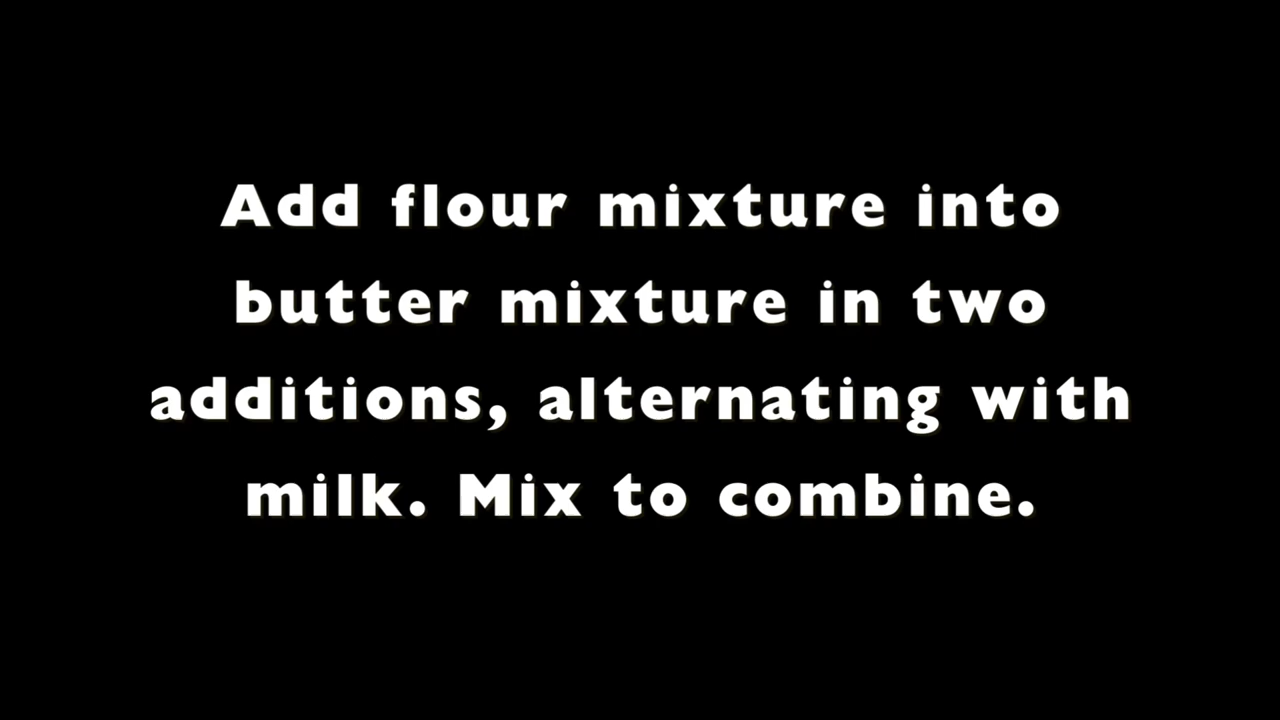 Add flour mixture into
butter mixture in two
additions, alternating with
milk. Mix to combine.